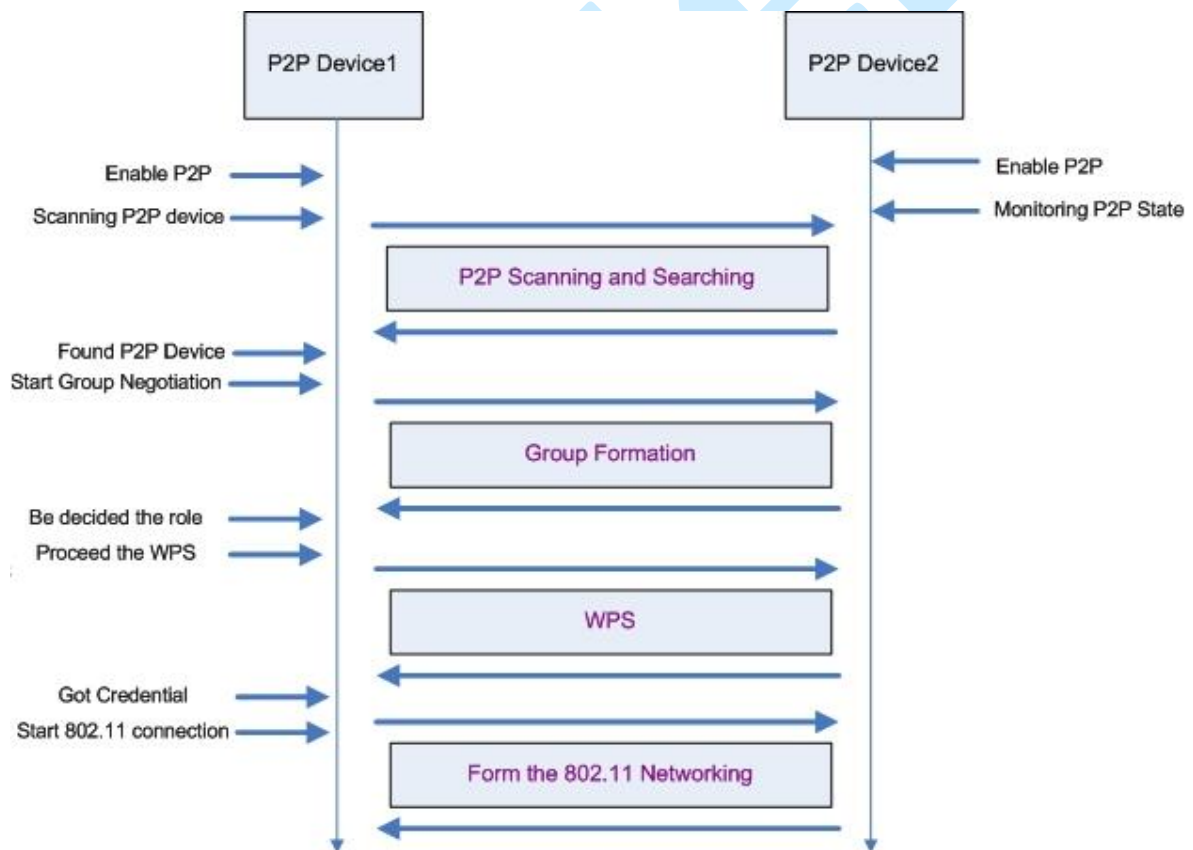 P2P Device1
P2P Device2
Enable P2P
Enable P2P
Scanning P2P device
Monitoring P2P State
P2P Scanning and Searching
Found P2P Device
Start Group Negotiation
Group Formation
Be decided the role
Proceed the WPS
WPS
Got Credential
Start 802.11 connection
Form the 802.11 Networking